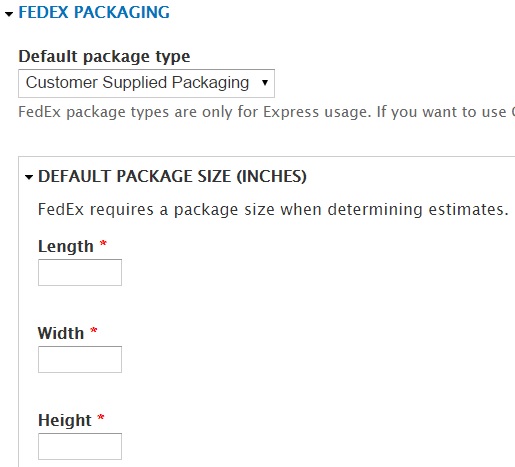 FEDEX PACKAGING
Default package type
Customer Supplied Packaging
FedEx package types are only for Express usage. If you want to use
DEFAULT PACKAGE SIZE (INCHES)
FedEx requires a package size when determining estimates.
Length *
Width *
Height *